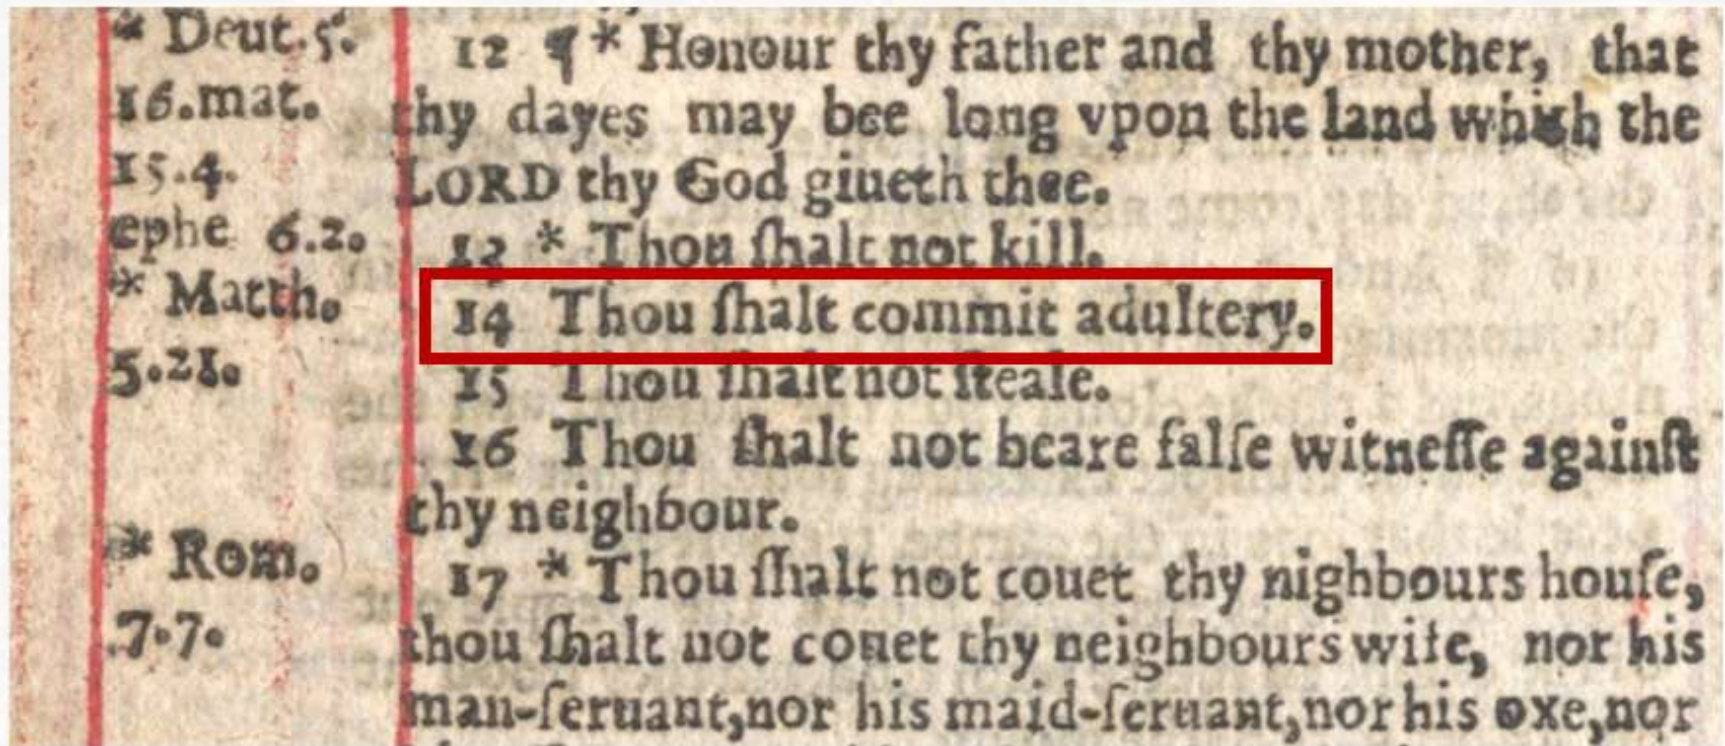 * Deut.5.
16.mat.
15.4.
ephe 6.2.
* Matth.
5.21.
* Rom.
7.7.
12 ¶ * Honour thy father and thy mother, that
thy dayes may bee long vpon the land which the
LORD thy God giueth thee.
13 * Thou ſhalt not kill.
14 Thou ſhalt commit adultery.
15 Thou ſhalt not ſteale.
16 Thou ſhalt not beare falſe witneſſe againſt
thy neighbour.
17 * Thou ſhalt not couet thy nighbours houſe,
thou ſhalt not couet thy neighbours wife, nor his
man-ſeruant,nor his maid-ſeruant,nor his oxe,nor